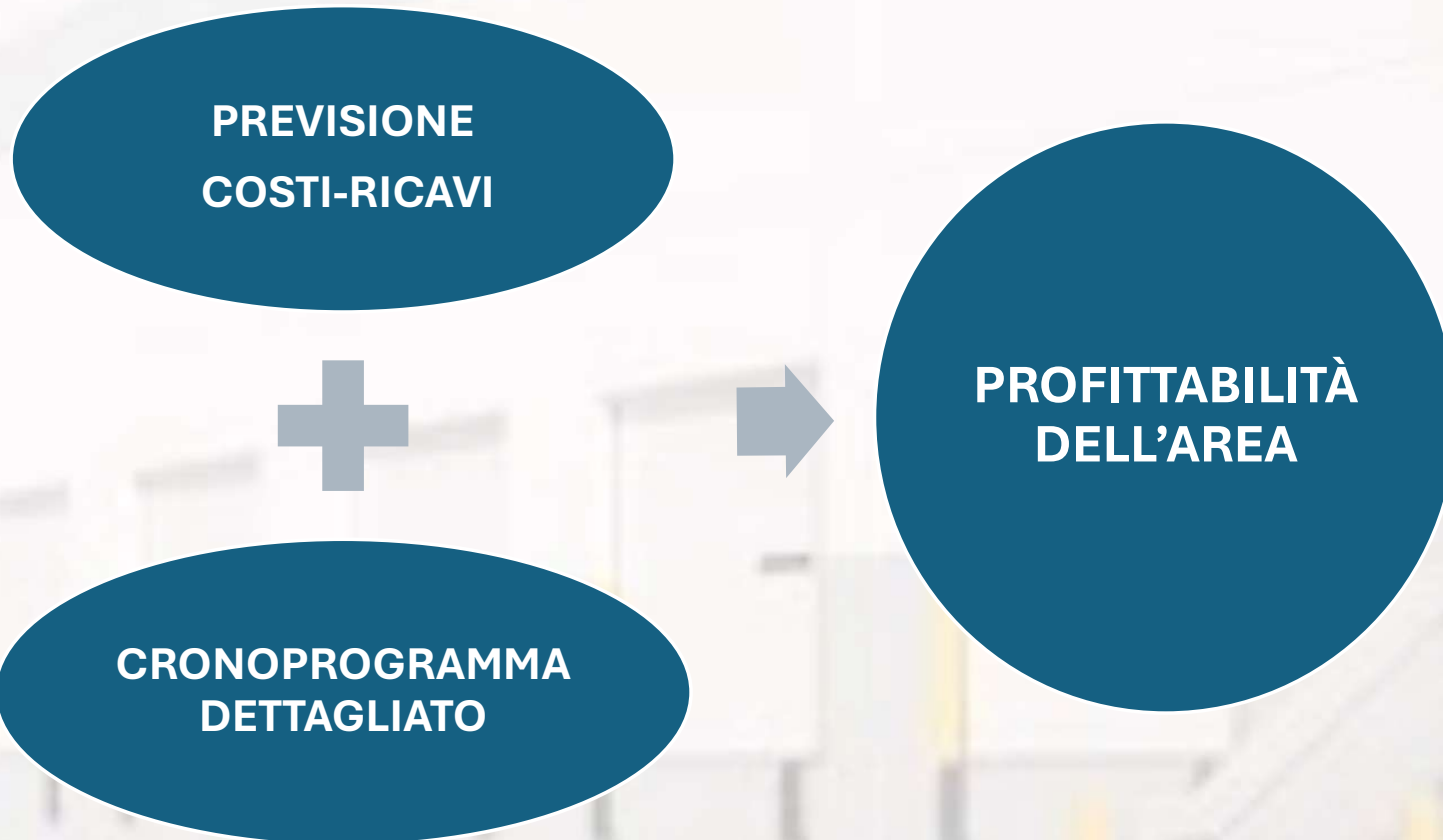 PREVISIONE
COSTI-RICAVI
CRONOPROGRAMMA
DETTAGLIATO
PROFITTABILITÀ
DELL’AREA